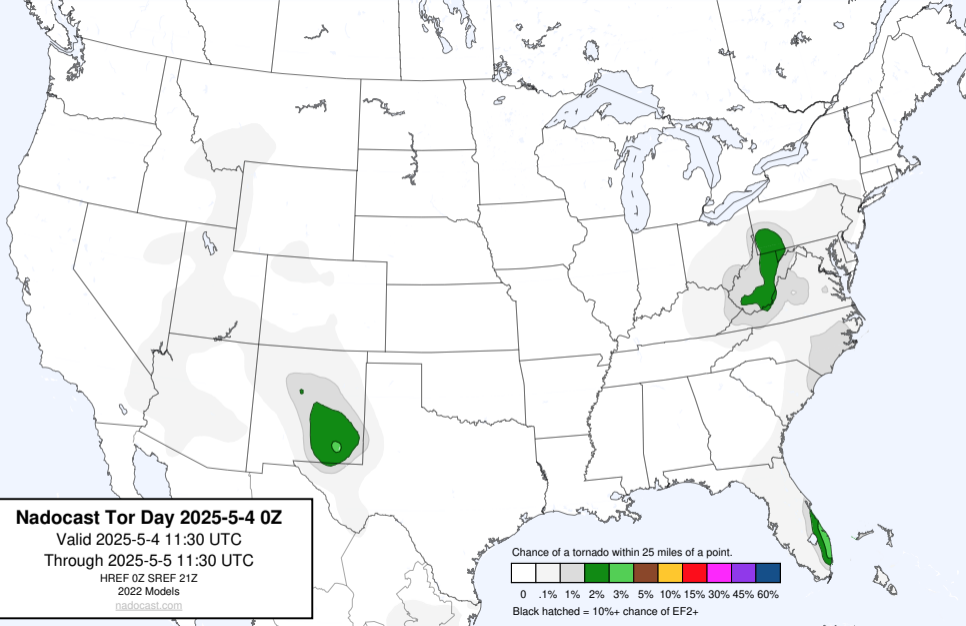 Nadocast Tor Day 2025-5-4 0Z
Valid 2025-5-4 11:30 UTC
Through 2025-5-5 11:30 UTC
HREF 0Z SREF 21Z
2022 Models
nadocast.com
Chance of a tornado within 25 miles of a point.
0 .1% 1% 2% 3% 5% 10% 15% 30% 45% 60%
Black hatched = 10%+ chance of EF2+